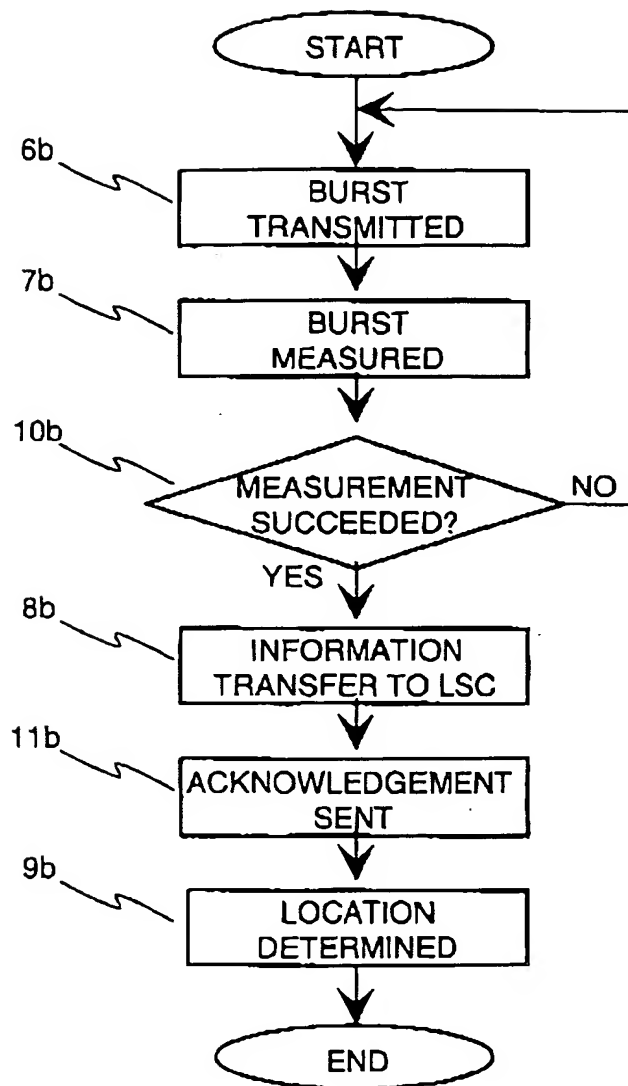 START
6b
BURST
TRANSMITTED
7b
BURST
MEASURED
10b
MEASUREMENT
SUCCEEDED?
NO
YES
8b
INFORMATION
TRANSFER TO LSC
11b
ACKNOWLEDGEMENT
SENT
9b
LOCATION
DETERMINED
END